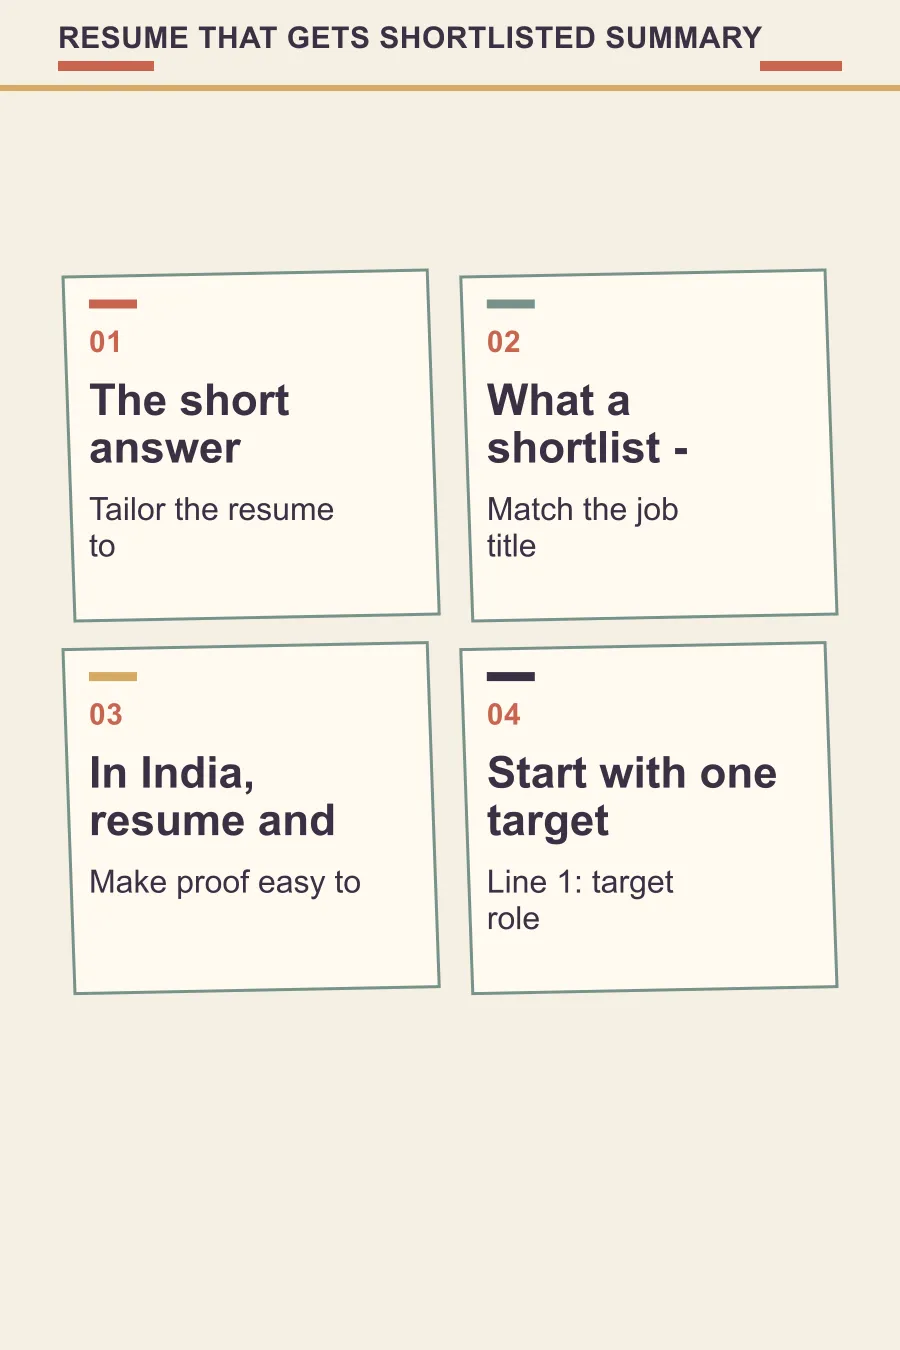 RESUME THAT GETS SHORTLISTED SUMMARY
01
The short
answer
Tailor the resume
to
02
What a
shortlist -
Match the job
title
03
In India,
resume and
Make proof easy to
04
Start with one
target
Line 1: target
role